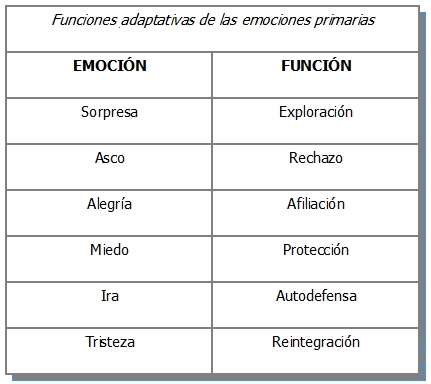 Funciones adaptativas de las emociones primarias
EMOCIÓN FUNCIÓN
Sorpresa Exploración
Asco Rechazo
Alegría Afiliación
Miedo Protección
Ira Autodefensa
Tristeza Reintegración